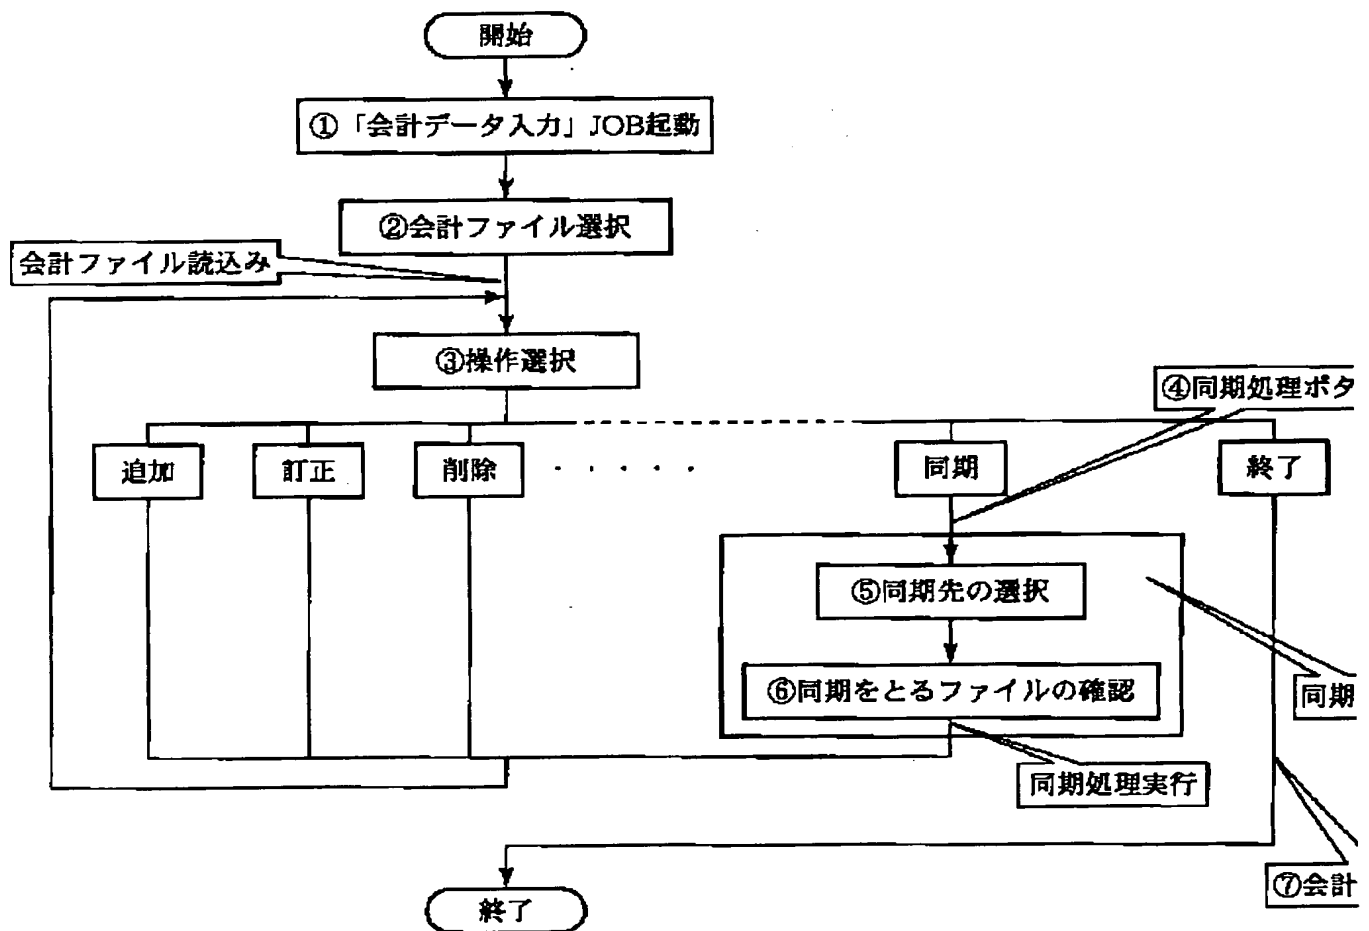 開始
①「会計データ入力」JOB起動
②会計ファイル選択
会計ファイル読込み
③操作選択
④同期処理ボタ
追加
訂正
削除
・・・・・
同期
終了
⑤同期先の選択
⑥同期をとるファイルの確認
同期
同期処理実行
⑦会計
終了